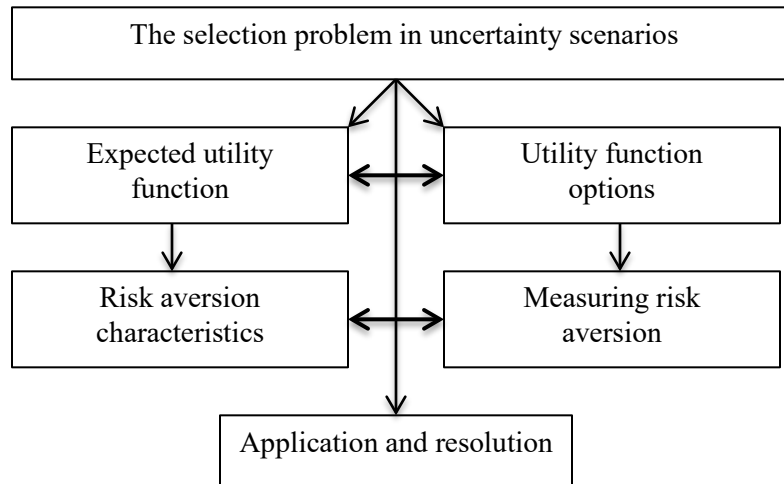 The selection problem in uncertainty scenarios
Expected utility
function
Utility function
options
Risk aversion
characteristics
Measuring risk
aversion
Application and resolution